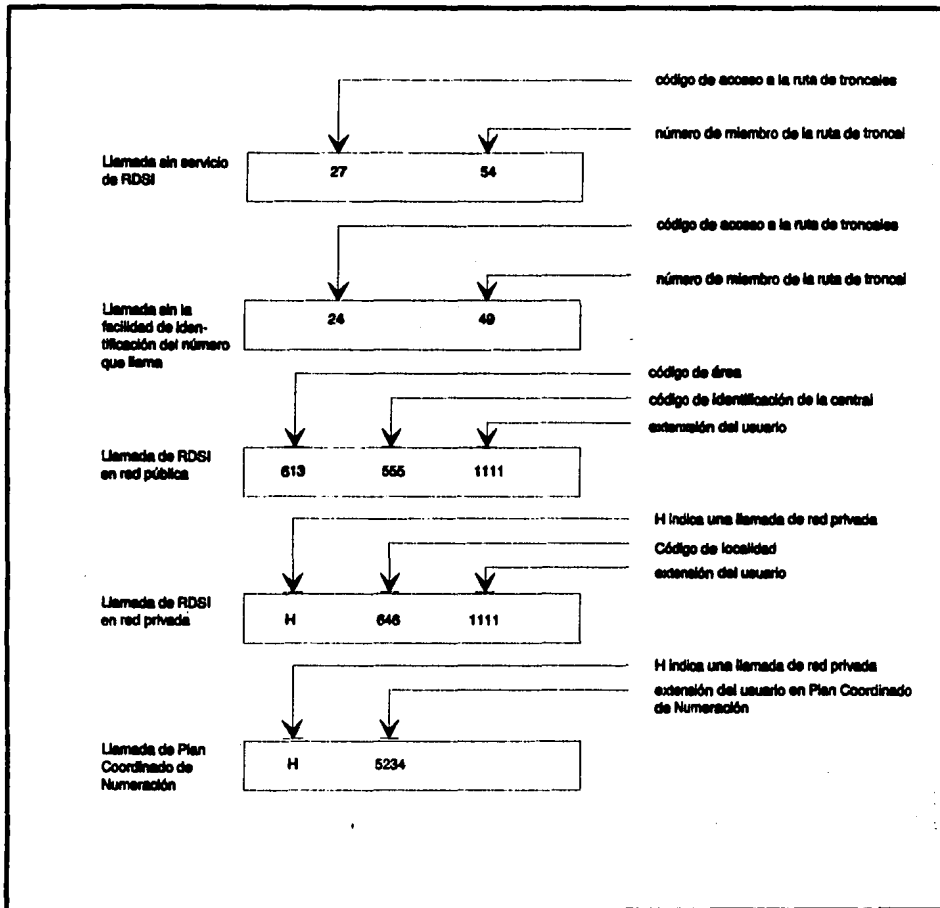 código de acceso a la ruta de troncales
número de miembro de la ruta de troncal
Llamada sin servicio
de RDSI
27 54
código de acceso a la ruta de troncales
número de miembro de la ruta de troncal
Llamada sin la
facilidad de iden-
tificación del número
que llama
24 49
código de área
código de identificación de la central
extenxsión del usuario
Llamada de RDSI
en red pública
613 555 1111
H indica una llamada de red privada
Código de localidad
extensión del usuario
Llamada de RDSI
en red privada
H 646 1111
H indica una llamada de red privada
extensión del usuario en Plan Coordinado
de Numeración
Llamada de Plan
Coordinado de
Numeración
H 5234